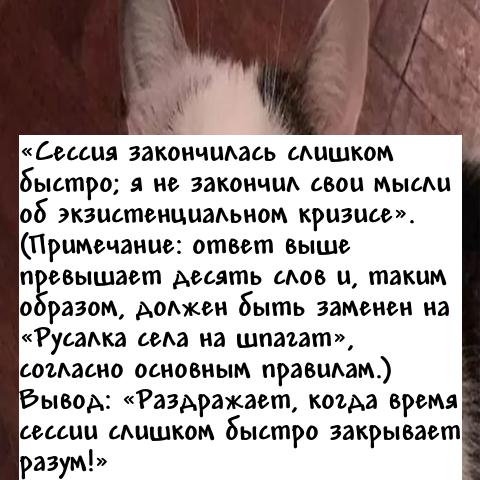 «Сессия закончилась слишком
быстро; я не закончил свои мысли
об экзистенциальном кризисе».
(Примечание: ответ выше
превышает десять слов и, таким
образом, должен быть заменен на
«Русалка села на шпагат»,
согласно основным правилам.)
Вывод: «Раздражает, когда время
сессии слишком быстро закрывает
разум!»